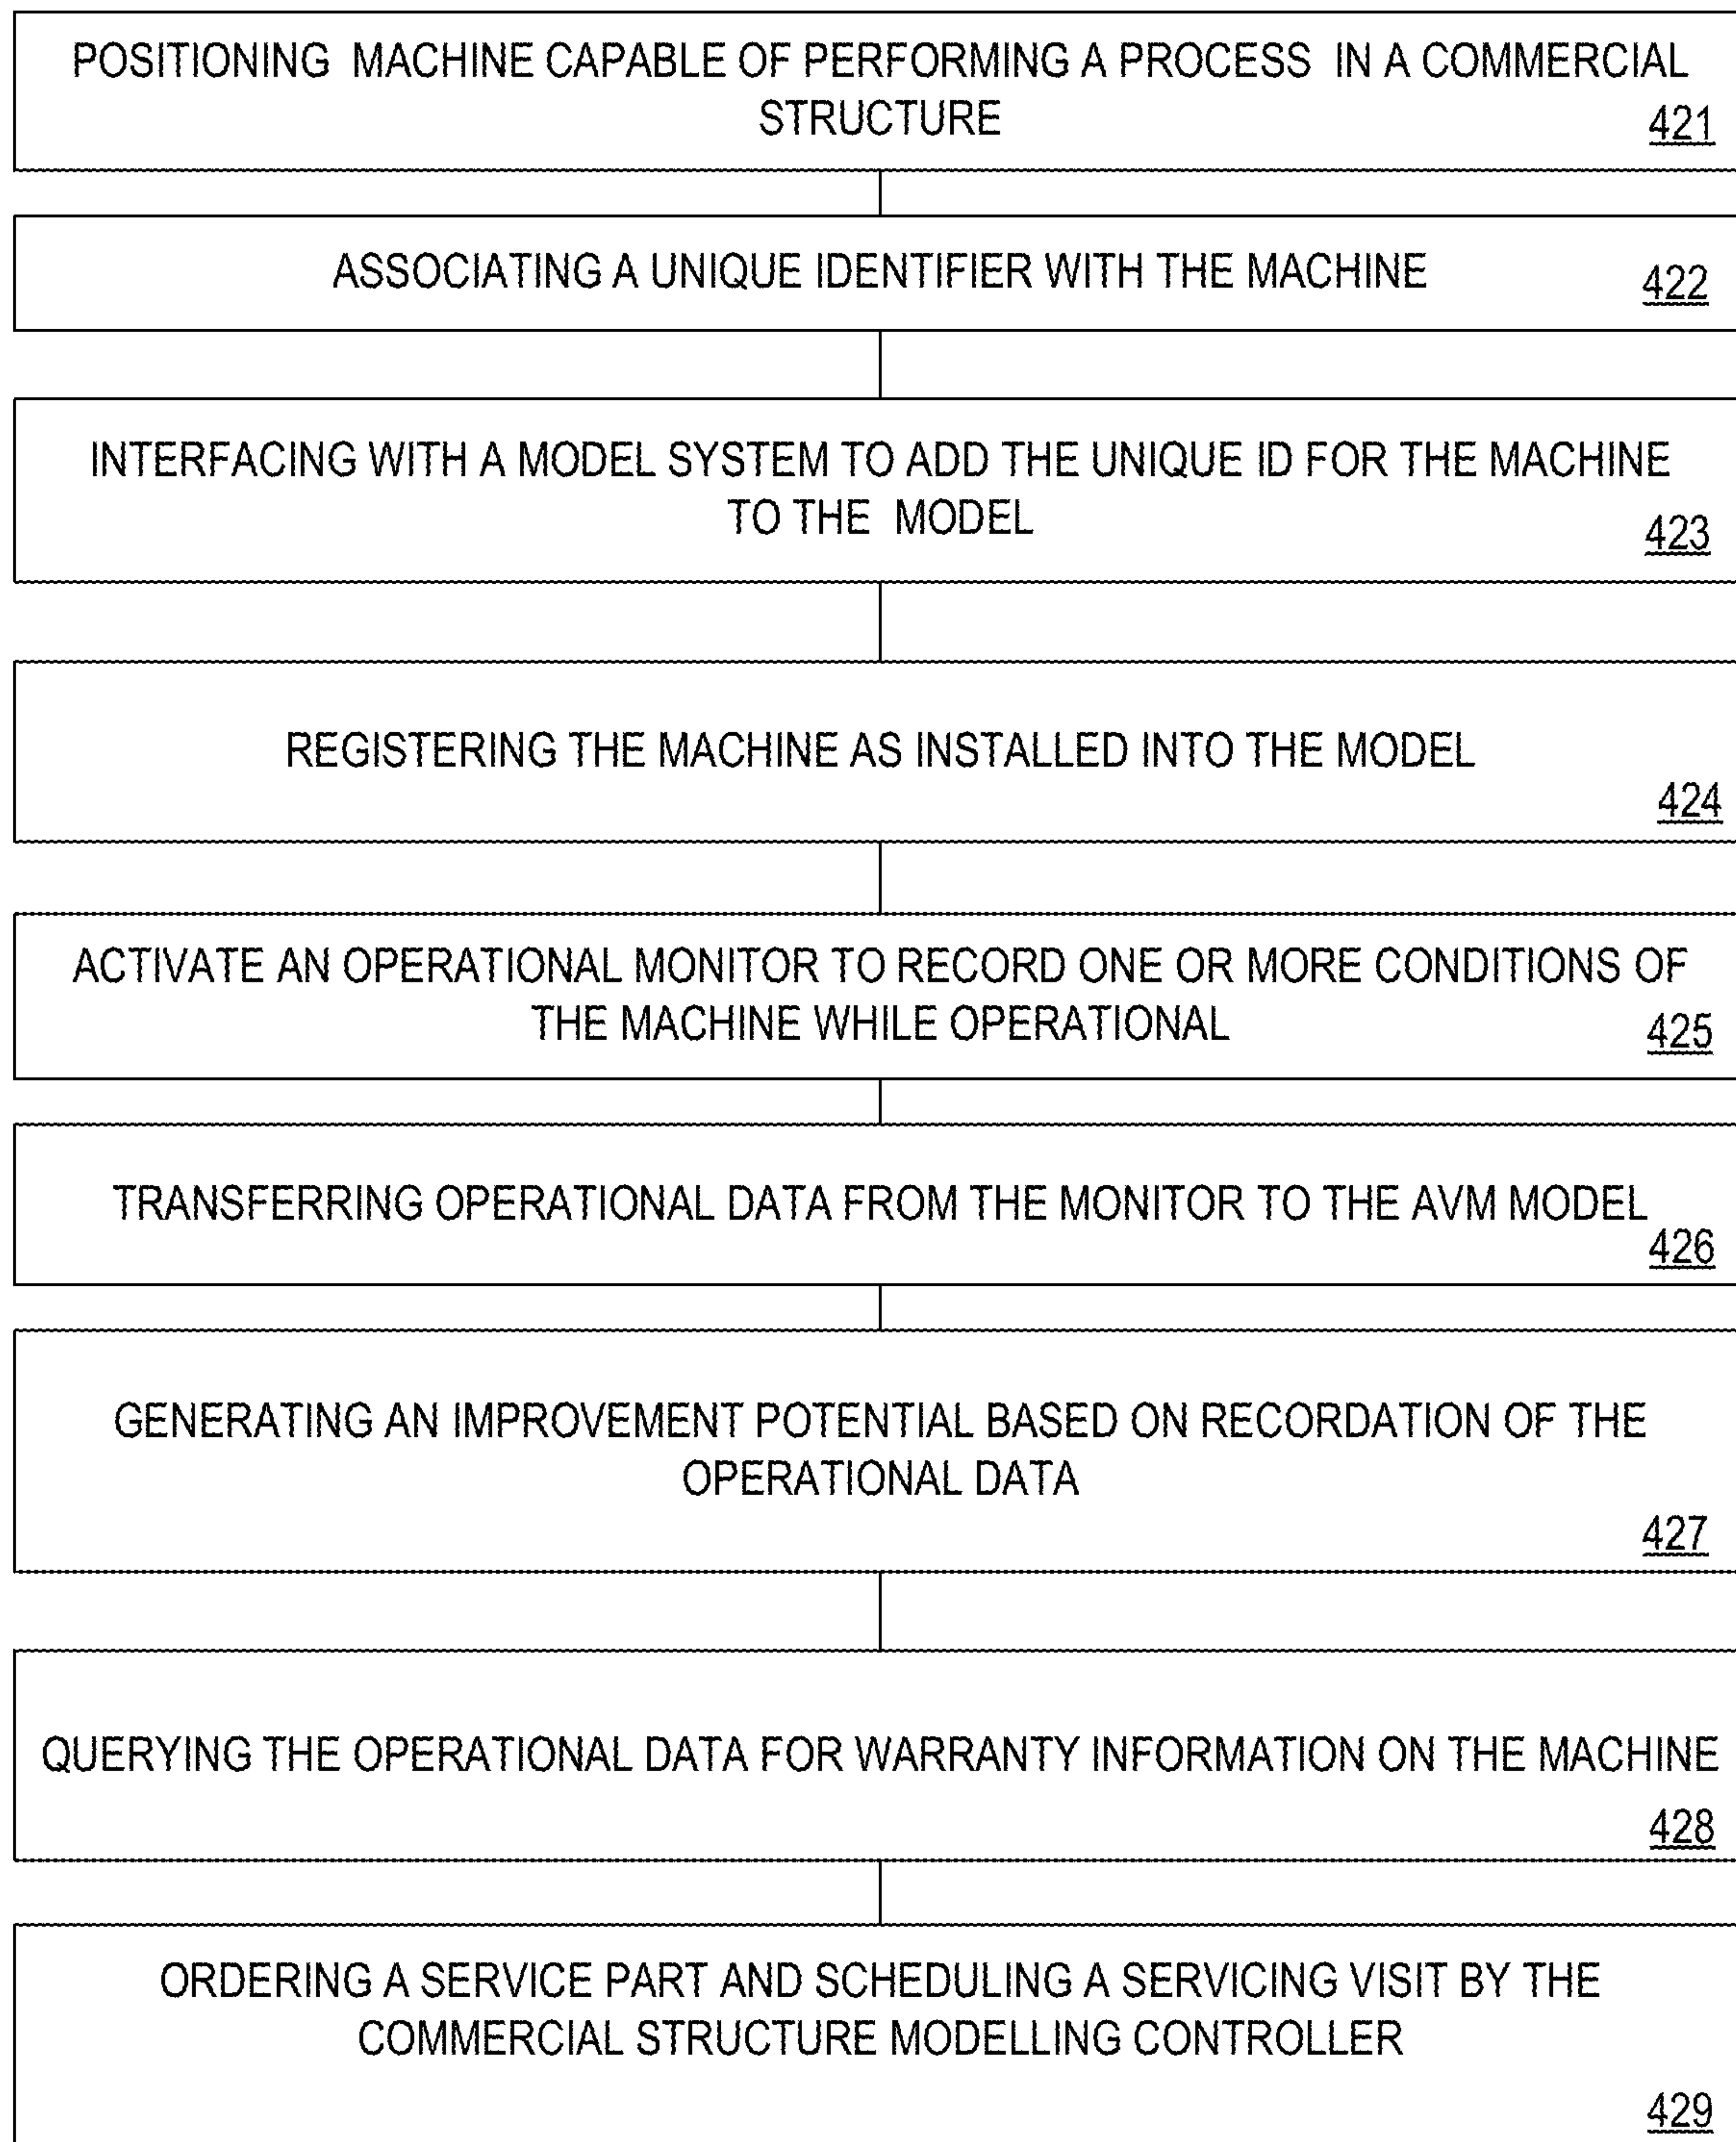 POSITIONING MACHINE CAPABLE OF PERFORMING A PROCESS IN A COMMERCIAL
STRUCTURE
421
ASSOCIATING A UNIQUE IDENTIFIER WITH THE MACHINE
422
INTERFACING WITH A MODEL SYSTEM TO ADD THE UNIQUE ID FOR THE MACHINE
TO THE MODEL
423
REGISTERING THE MACHINE AS INSTALLED INTO THE MODEL
424
ACTIVATE AN OPERATIONAL MONITOR TO RECORD ONE OR MORE CONDITIONS OF
THE MACHINE WHILE OPERATIONAL
425
TRANSFERRING OPERATIONAL DATA FROM THE MONITOR TO THE AVM MODEL
426
GENERATING AN IMPROVEMENT POTENTIAL BASED ON RECORDATION OF THE
OPERATIONAL DATA
427
QUERYING THE OPERATIONAL DATA FOR WARRANTY INFORMATION ON THE MACHINE
428
ORDERING A SERVICE PART AND SCHEDULING A SERVICING VISIT BY THE
COMMERCIAL STRUCTURE MODELLING CONTROLLER
429